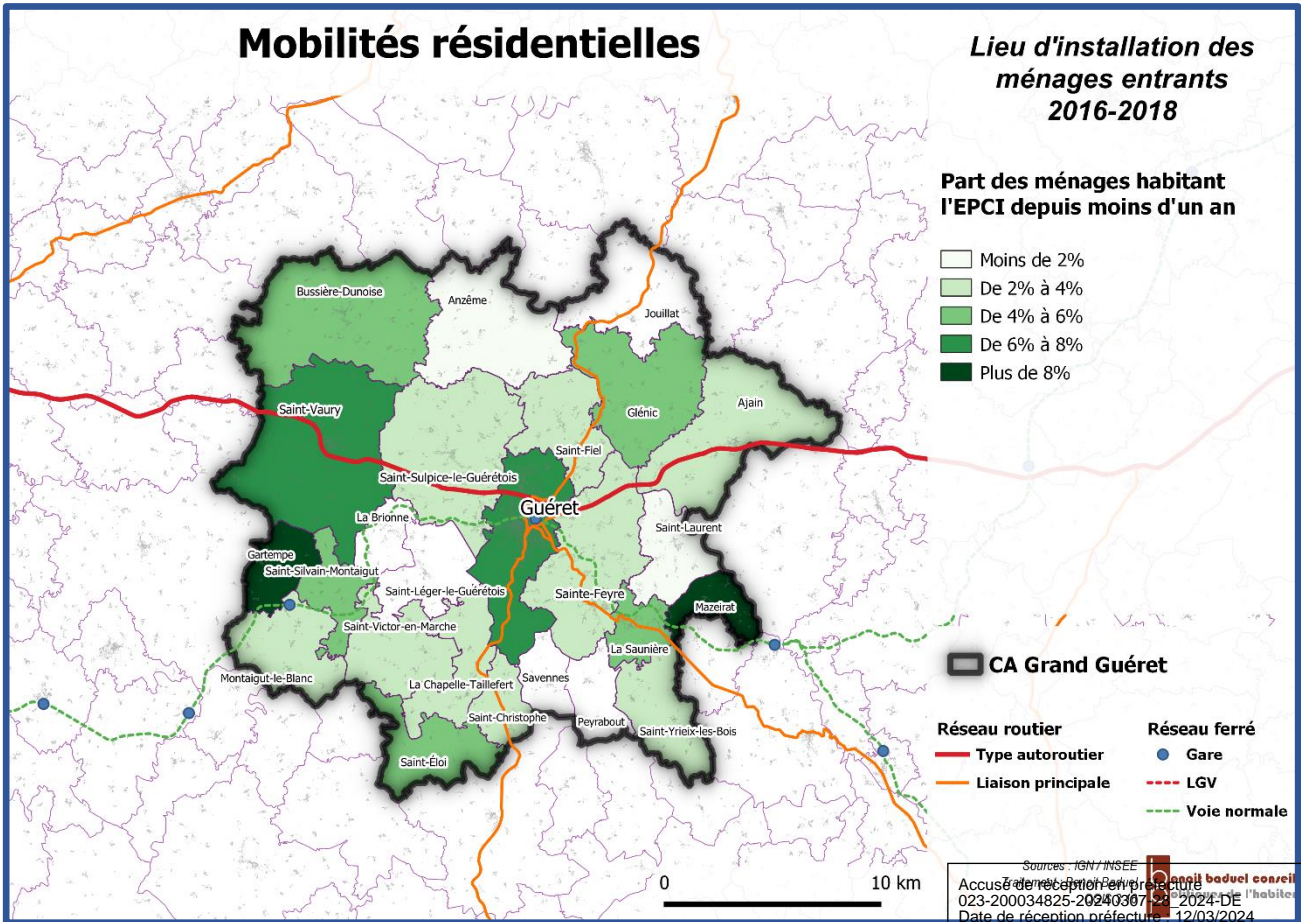 Mobilités résidentielles
Lieu d'installation des
ménages entrants
2016-2018
Part des ménages habitant
l'EPCI depuis moins d'un an
Moins de 2%
De 2% à 4%
De 4% à 6%
De 6% à 8%
Plus de 8%
Bussière-Dunoise
Anzême
Jouillat
Saint-Vaury
Glénic
Ajain
Saint-Fiel
Saint-Sulpice-le-Guérétois
Guéret
La Brionne
Saint-Laurent
Gartempe
Saint-Silvain-Montaigut
Saint-Léger-le-Guérétois
Sainte-Feyre
Mazeirat
Saint-Victor-en-Marche
La Saunière
Montaigut-le-Blanc
La Chapelle-Taillefert
Savennes
Saint-Christophe
Peyrabout
Saint-Yrieix-les-Bois
Saint-Éloi
CA Grand Guéret
Réseau routier
Type autoroutier
Liaison principale
Réseau ferré
Gare
LGV
Voie normale
0 10 km
Sources : IGN / INSEE
Accusé de réception en préfecture
023-200034825-20240307-28_2024-DE
Date de réception préfecture : 12/03/2024